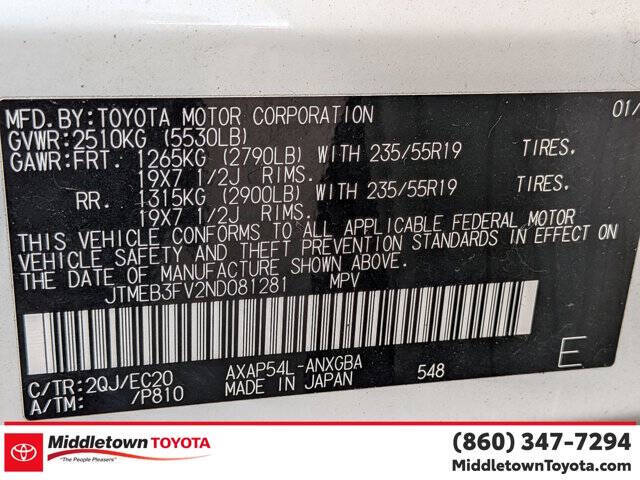 MFD.BY:TOYOTA MOTOR CORPORATION 01/
GVWR:2510KG (5530LB)
GAWR:FRT. 1265KG (2790LB) WITH 235/55R19 TIRES.
19X7 1/2J RIMS.
RR. 1315KG (2900LB) WITH 235/55R19 TIRES.
19X7 1/2J RIMS.
THIS VEHICLE CONFORMS TO ALL APPLICABLE FEDERAL MOTOR
VEHICLE SAFETY AND THEFT PREVENTION STANDARDS IN EFFECT ON
THE DATE OF MANUFACTURE SHOWN ABOVE.
JTMEB3FV2ND081281 MPV
C/TR:2QJ/EC20 AXAP54L-ANXGBA 548 E
A/TM: /P810 MADE IN JAPAN
Middletown TOYOTA
"The People Pleasers"
(860) 347-7294
MiddletownToyota.com